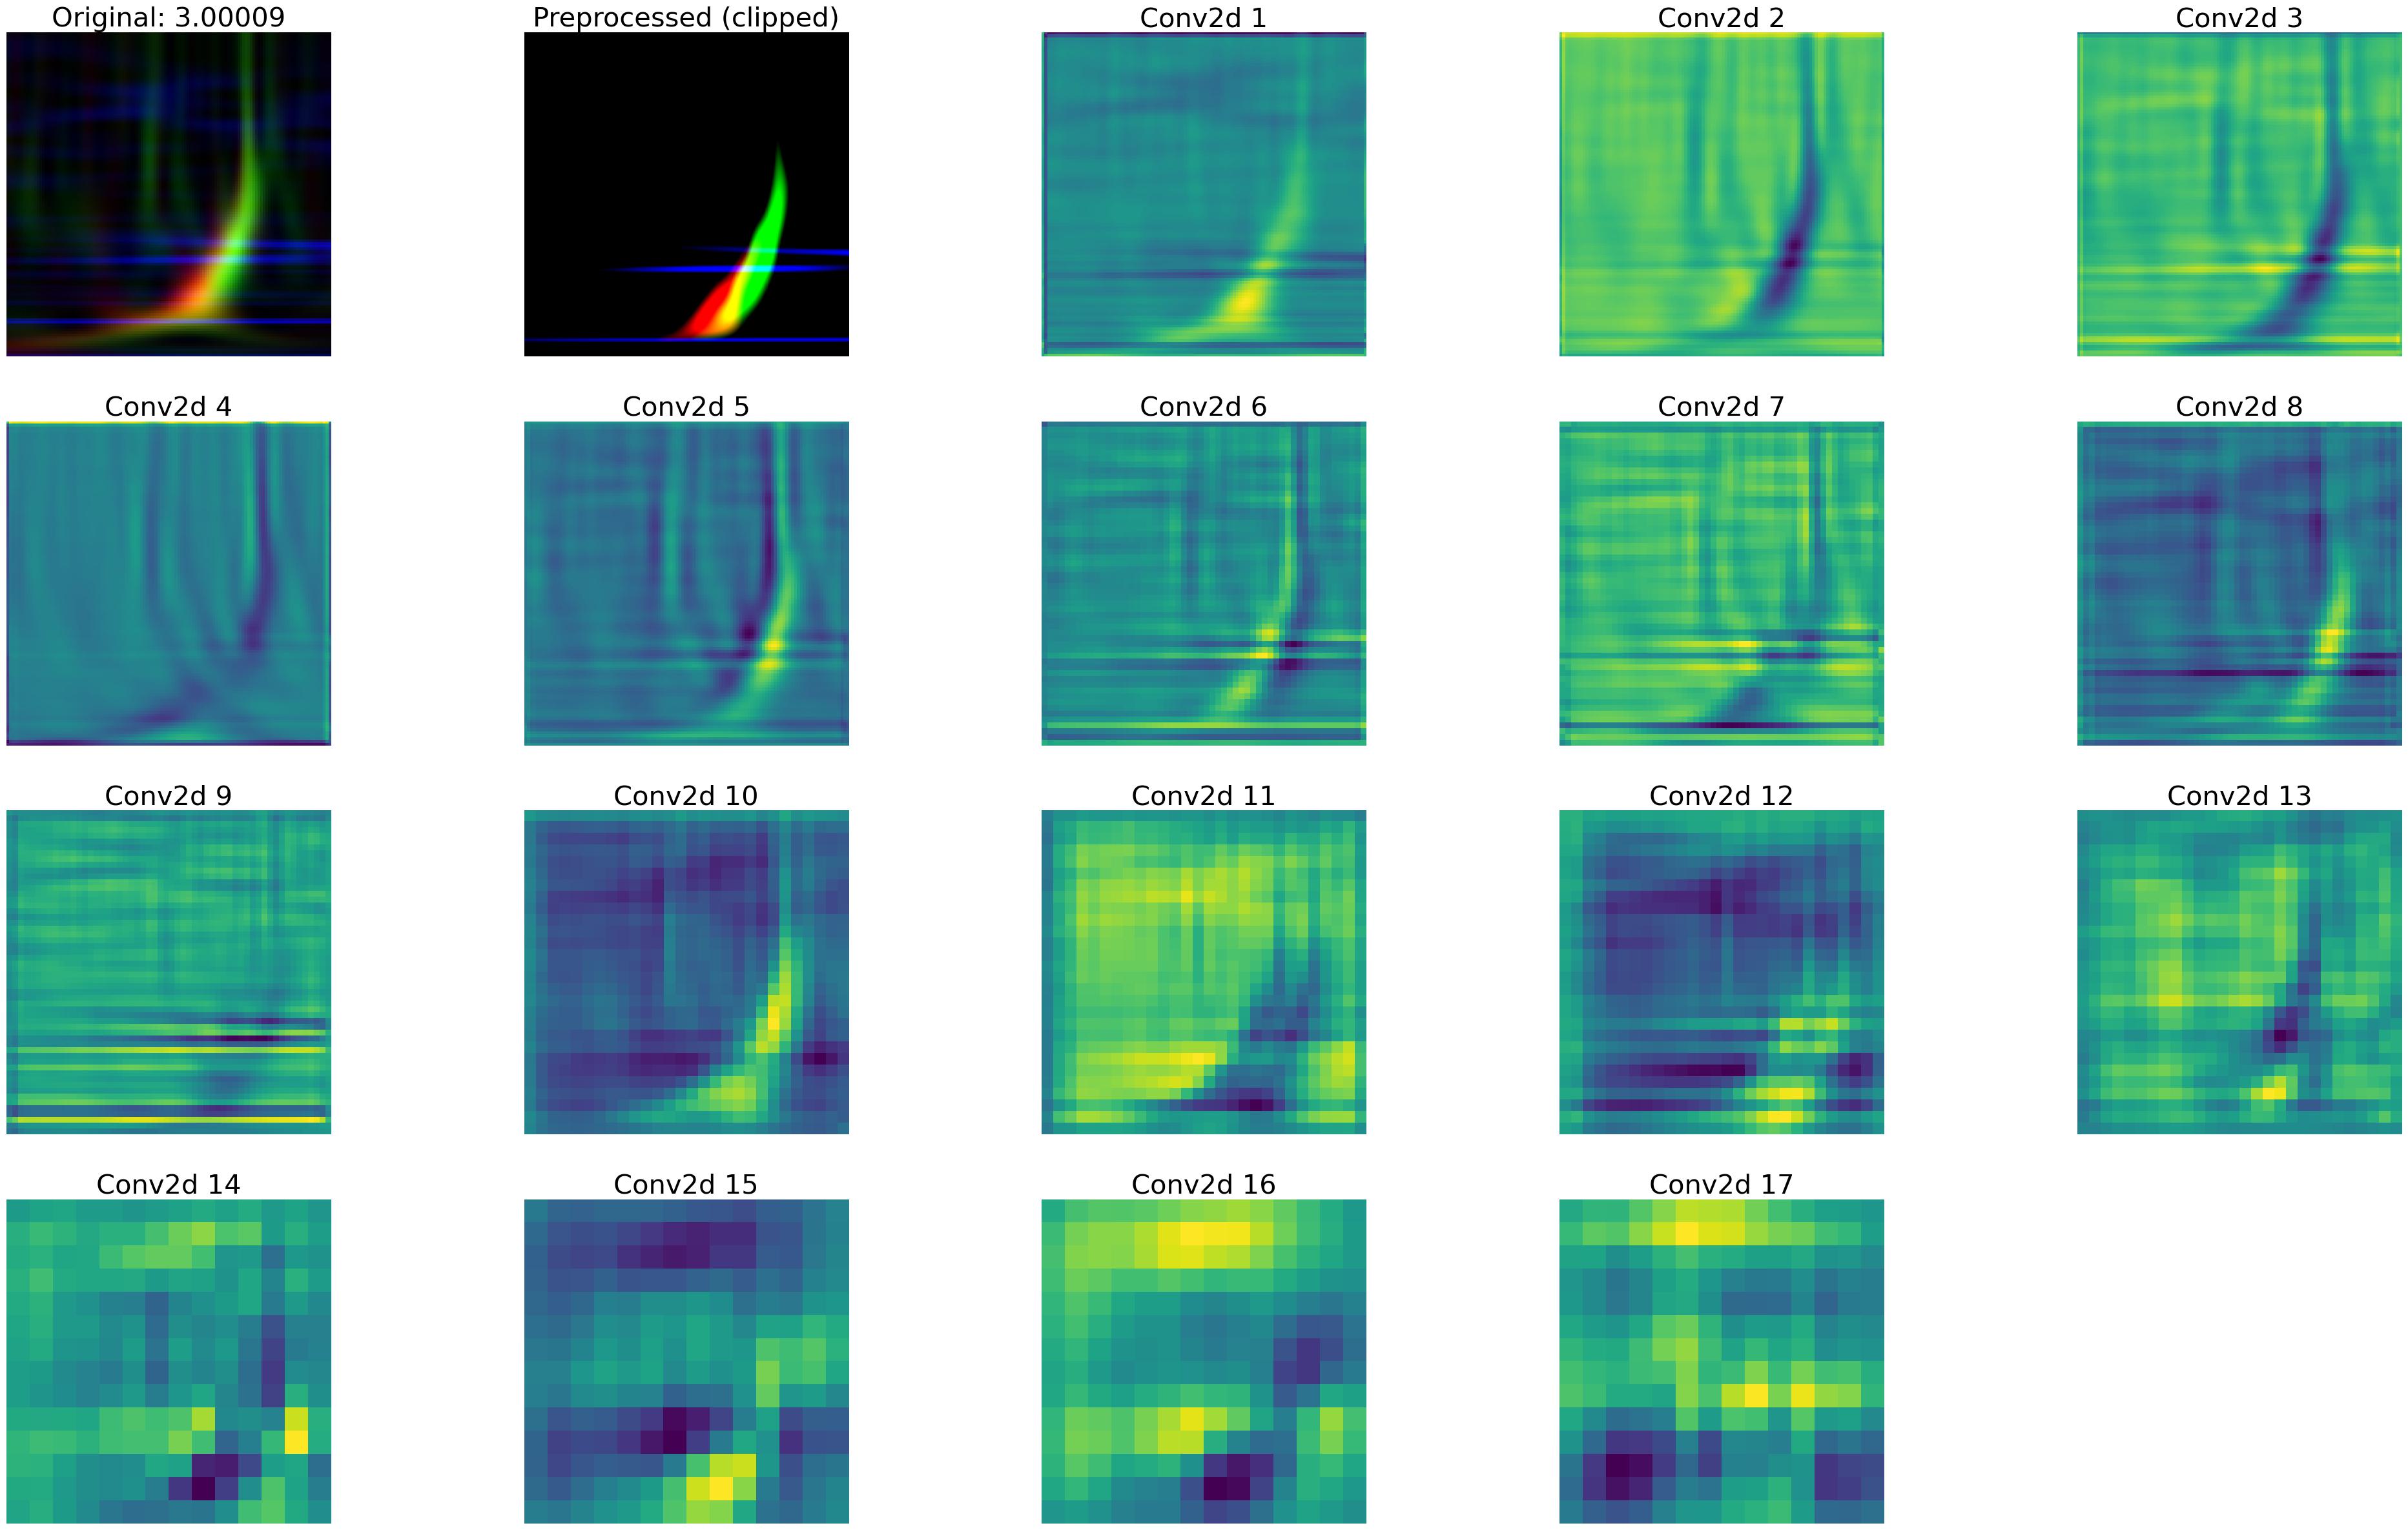 Original: 3.00009
Preprocessed (clipped)
Conv2d 1
Conv2d 2
Conv2d 3
Conv2d 4
Conv2d 5
Conv2d 6
Conv2d 7
Conv2d 8
Conv2d 9
Conv2d 10
Conv2d 11
Conv2d 12
Conv2d 13
Conv2d 14
Conv2d 15
Conv2d 16
Conv2d 17